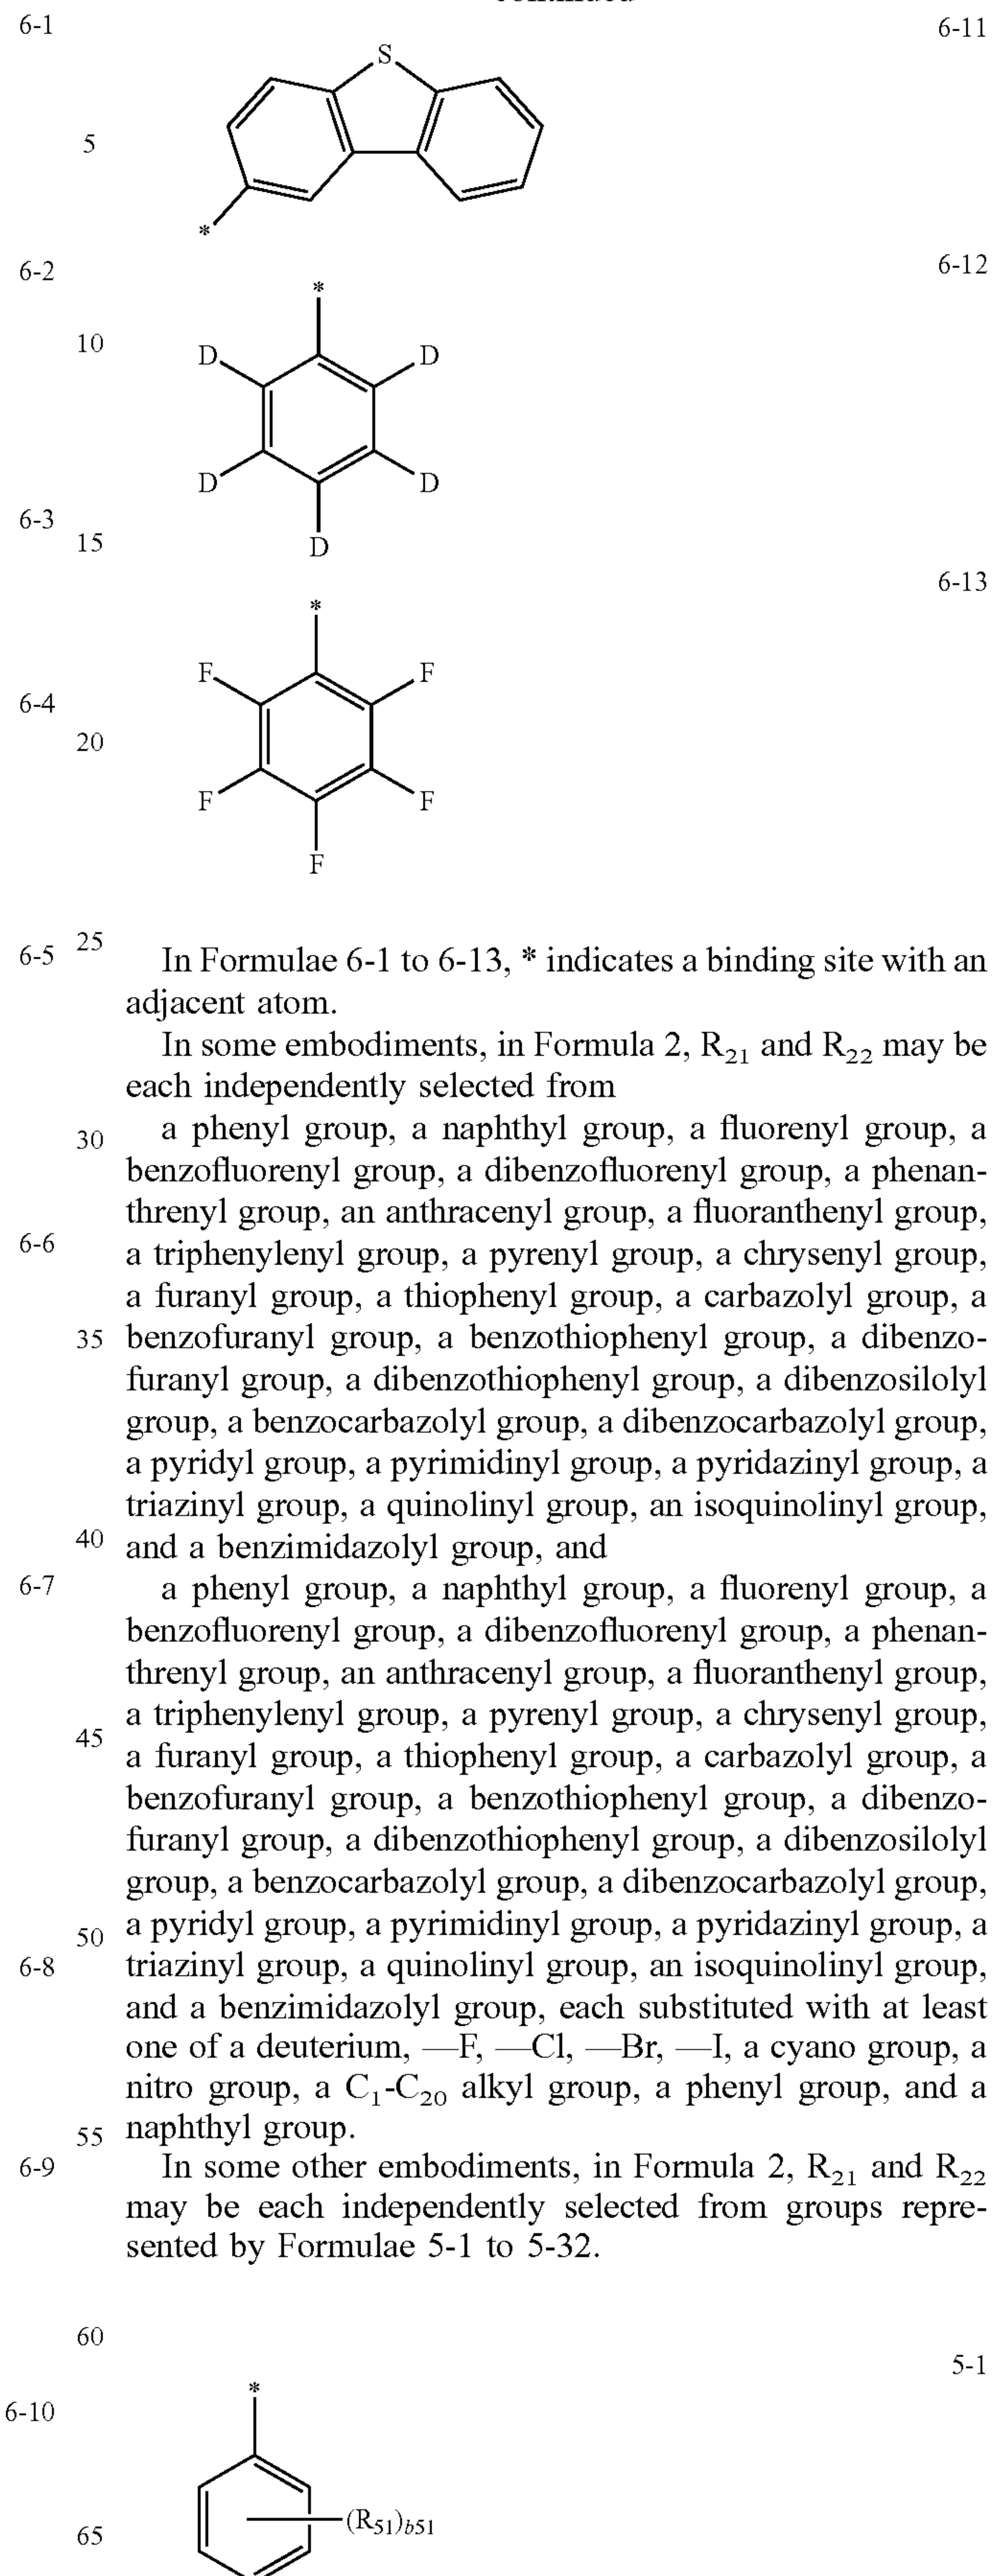 6-1
6-11
S
5
*
6-2
6-12
*
10
D
D
D
D
6-3
15
D
6-13
*
F
F
6-4
20
F
F
F
25
6-5
In Formulae 6-1 to 6-13, * indicates a binding site with an
adjacent atom.
In some embodiments, in Formula 2, R21 and R22 may be
each independently selected from
30
a phenyl group, a naphthyl group, a fluorenyl group, a
benzofluorenyl group, a dibenzofluorenyl group, a phenan-
threnyl group, an anthracenyl group, a fluoranthenyl group,
6-6
a triphenylenyl group, a pyrenyl group, a chrysenyl group,
a furanyl group, a thiophenyl group, a carbazolyl group, a
35
benzofuranyl group, a benzothiophenyl group, a dibenzo-
furanyl group, a dibenzothiophenyl group, a dibenzosilolyl
group, a benzocarbazolyl group, a dibenzocarbazolyl group,
a pyridyl group, a pyrimidinyl group, a pyridazinyl group, a
triazinyl group, a quinolinyl group, an isoquinolinyl group,
40
and a benzimidazolyl group, and
6-7
a phenyl group, a naphthyl group, a fluorenyl group, a
benzofluorenyl group, a dibenzofluorenyl group, a phenan-
threnyl group, an anthracenyl group, a fluoranthenyl group,
a triphenylenyl group, a pyrenyl group, a chrysenyl group,
45
a furanyl group, a thiophenyl group, a carbazolyl group, a
benzofuranyl group, a benzothiophenyl group, a dibenzo-
furanyl group, a dibenzothiophenyl group, a dibenzosilolyl
group, a benzocarbazolyl group, a dibenzocarbazolyl group,
50
a pyridyl group, a pyrimidinyl group, a pyridazinyl group, a
6-8
triazinyl group, a quinolinyl group, an isoquinolinyl group,
and a benzimidazolyl group, each substituted with at least
one of a deuterium, —F, —Cl, —Br, —I, a cyano group, a
nitro group, a C1-C20 alkyl group, a phenyl group, and a
55
naphthyl group.
6-9
In some other embodiments, in Formula 2, R21 and R22
may be each independently selected from groups repre-
sented by Formulae 5-1 to 5-32.
60
5-1
*
6-10
(R51)b51
65